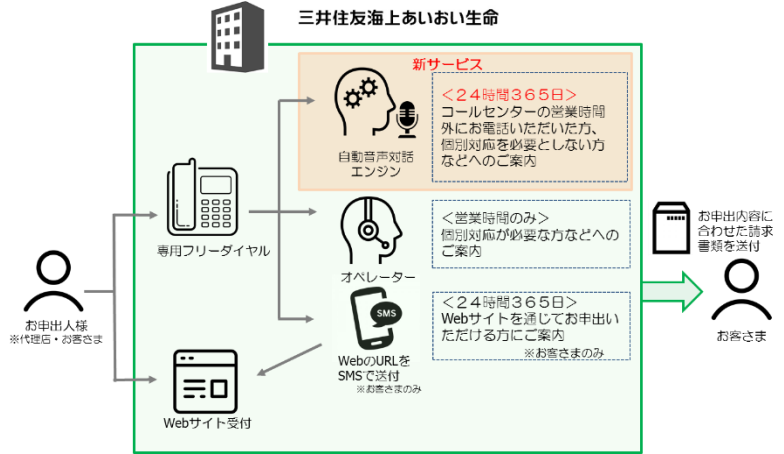 三井住友海上あいおい生命
新サービス
自動音声対話
エンジン
＜２４時間３６５日＞
コールセンターの営業時間
外にお電話いただいた方、
個別対応を必要としない方
などへのご案内
専用フリーダイヤル
オペレーター
＜営業時間のみ＞
個別対応が必要な方などへの
ご案内
お申出内容に
合わせた請求
書類を送付
お申出人様
※代理店・お客さま
SMS
WebのURLを
SMSで送付
※お客さまのみ
＜２４時間３６５日＞
Webサイトを通じてお申出い
ただける方にご案内
※お客さまのみ
お客さま
Webサイト受付